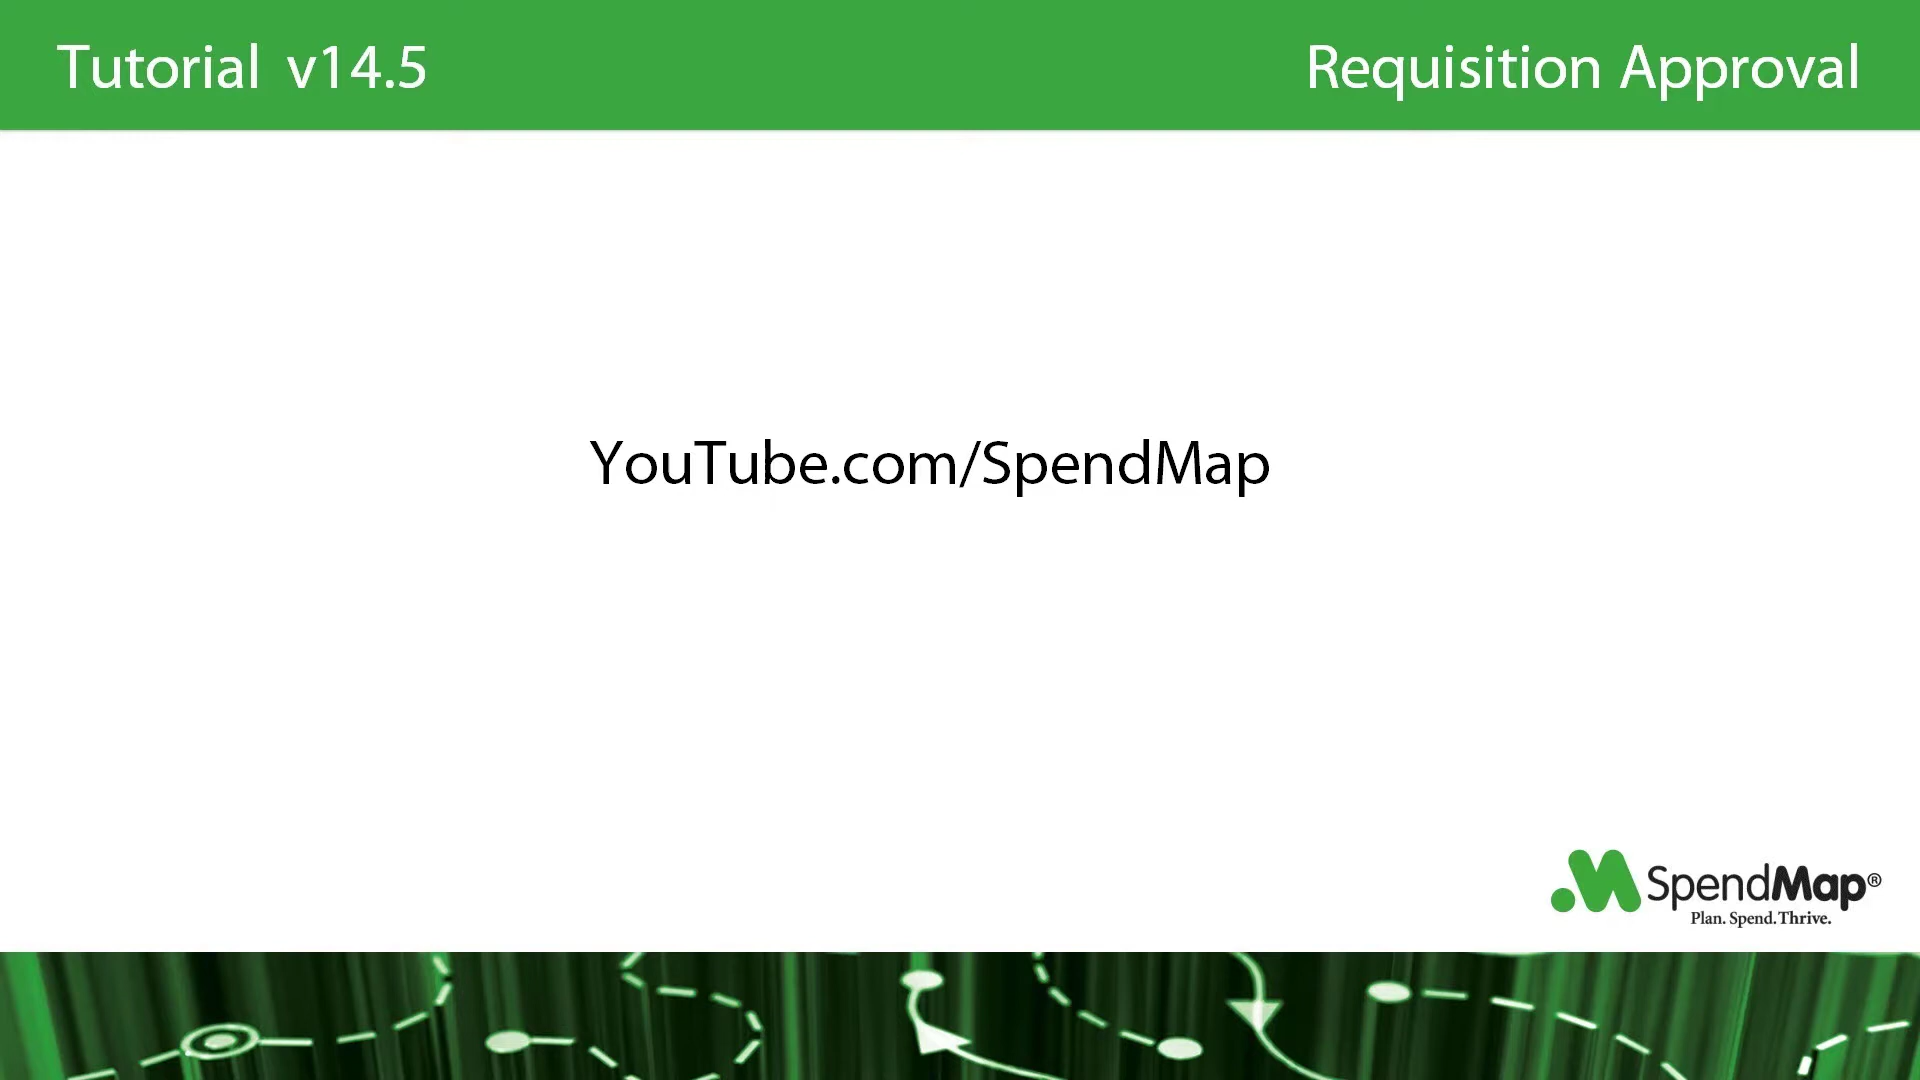 Tutorial v14.5
Requisition Approval
YouTube.com/SpendMap
SpendMap®
Plan. Spend. Thrive.